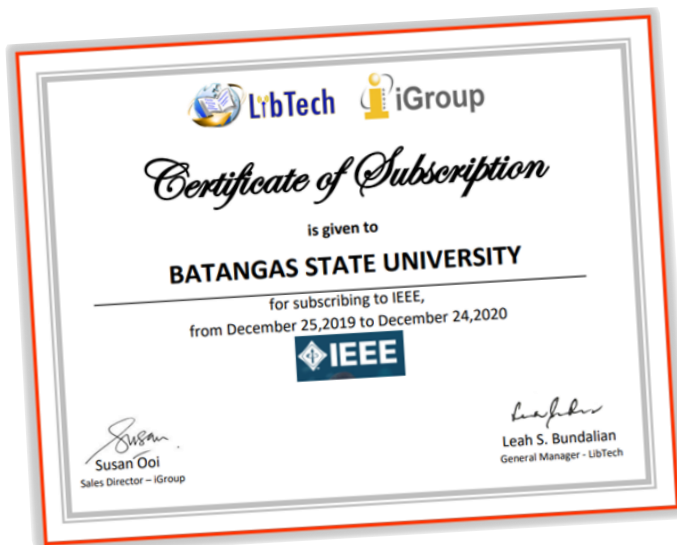 LibTech iGroup
Certificate of Subscription
is given to
BATANGAS STATE UNIVERSITY
for subscribing to IEEE,
from December 25,2019 to December 24,2020
IEEE
Susan
Susan Ooi
Sales Director – iGroup
Leah S. Bundalian
General Manager - LibTech